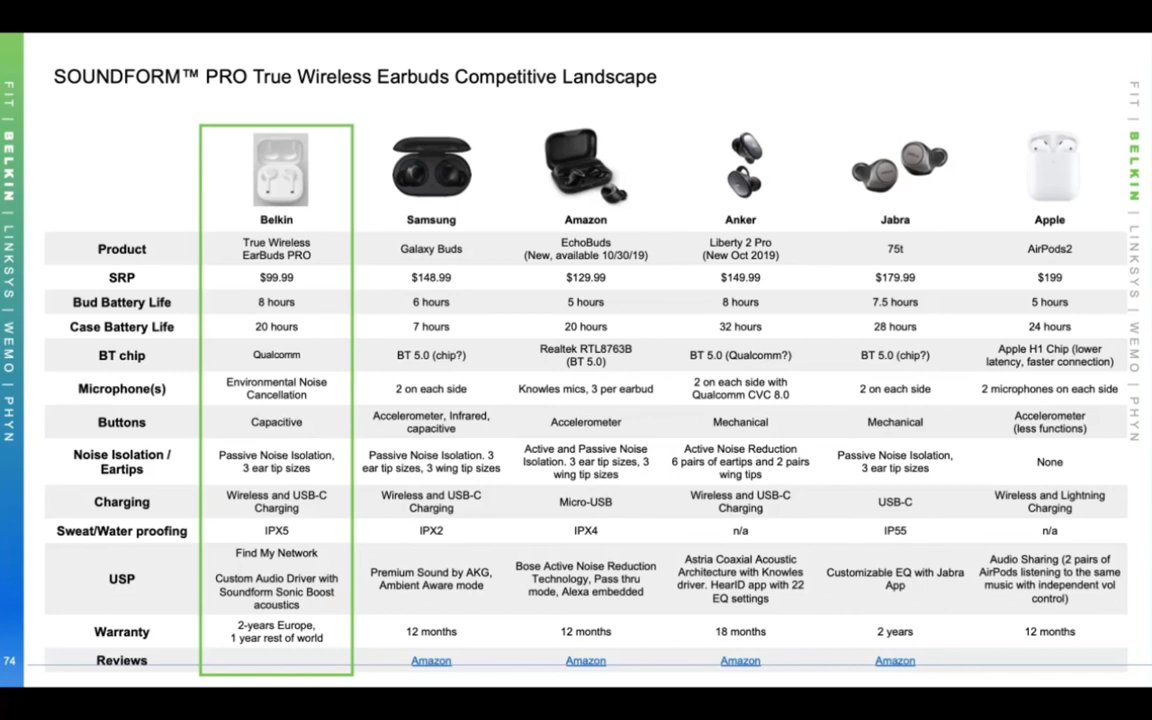 SOUNDFORM™ PRO True Wireless Earbuds Competitive Landscape
FIT | BELKIN | LINKSYS | WEMO | PHYN
FIT | BELKIN | LINKSYS | WEMO | PHYN
Belkin Samsung Amazon Anker Jabra Apple
Product True Wireless EarBuds PRO Galaxy Buds EchoBuds (New, available 10/30/19) Liberty 2 Pro (New Oct 2019) 75t AirPods2
SRP $99.99 $148.99 $129.99 $149.99 $179.99 $199
Bud Battery Life 8 hours 6 hours 5 hours 8 hours 7.5 hours 5 hours
Case Battery Life 20 hours 7 hours 20 hours 32 hours 28 hours 24 hours
BT chip Qualcomm BT 5.0 (chip?) Realtek RTL8763B (BT 5.0) BT 5.0 (Qualcomm?) BT 5.0 (chip?) Apple H1 Chip (lower latency, faster connection)
Microphone(s) Environmental Noise Cancellation 2 on each side Knowles mics, 3 per earbud 2 on each side with Qualcomm CVC 8.0 2 on each side 2 microphones on each side
Buttons Capacitive Accelerometer, Infrared, capacitive Accelerometer Mechanical Mechanical Accelerometer (less functions)
Noise Isolation / Eartips Passive Noise Isolation, 3 ear tip sizes Passive Noise Isolation. 3 ear tip sizes, 3 wing tip sizes Active and Passive Noise Isolation. 3 ear tip sizes, 3 wing tip sizes Active Noise Reduction 6 pairs of eartips and 2 pairs wing tips Passive Noise Isolation, 3 ear tip sizes None
Charging Wireless and USB-C Charging Wireless and USB-C Charging Micro-USB Wireless and USB-C Charging USB-C Wireless and Lightning Charging
Sweat/Water proofing IPX5 IPX2 IPX4 n/a IP55 n/a
USP Find My Network Custom Audio Driver with Soundform Sonic Boost acoustics Premium Sound by AKG, Ambient Aware mode Bose Active Noise Reduction Technology, Pass thru mode, Alexa embedded Astria Coaxial Acoustic Architecture with Knowles driver. HearID app with 22 EQ settings Customizable EQ with Jabra App Audio Sharing (2 pairs of AirPods listening to the same music with independent vol control)
Warranty 2-years Europe, 1 year rest of world 12 months 12 months 18 months 2 years 12 months
Reviews Amazon Amazon Amazon Amazon
74